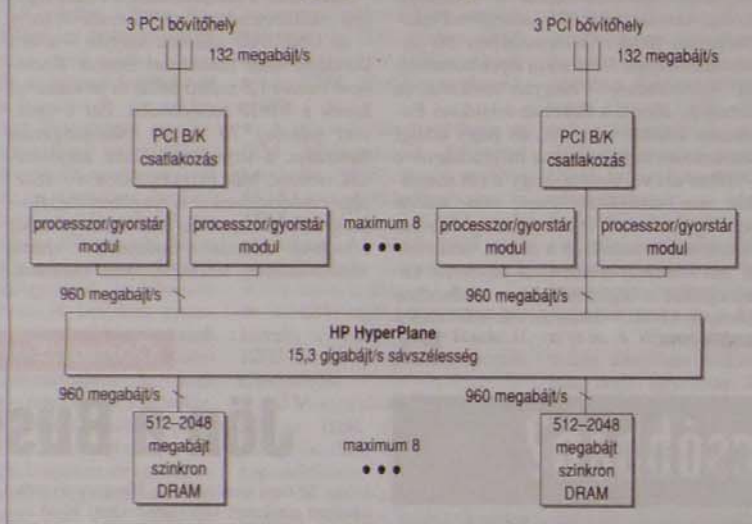 3 PCI bővítőhely
3 PCI bővítőhely
132 megabájt/s
132 megabájt/s
PCI B/K
csatlakozás
PCI B/K
csatlakozás
processzor/gyorstár
modul
processzor/gyorstár
modul
maximum 8
•••
processzor/gyorstár
modul
processzor/gyorstár
modul
960 megabájt/s
960 megabájt/s
HP HyperPlane
15,3 gigabájt/s sávszélesség
960 megabájt/s
960 megabájt/s
512–2048
megabájt
szinkron
DRAM
maximum 8
•••
512–2048
megabájt
szinkron
DRAM